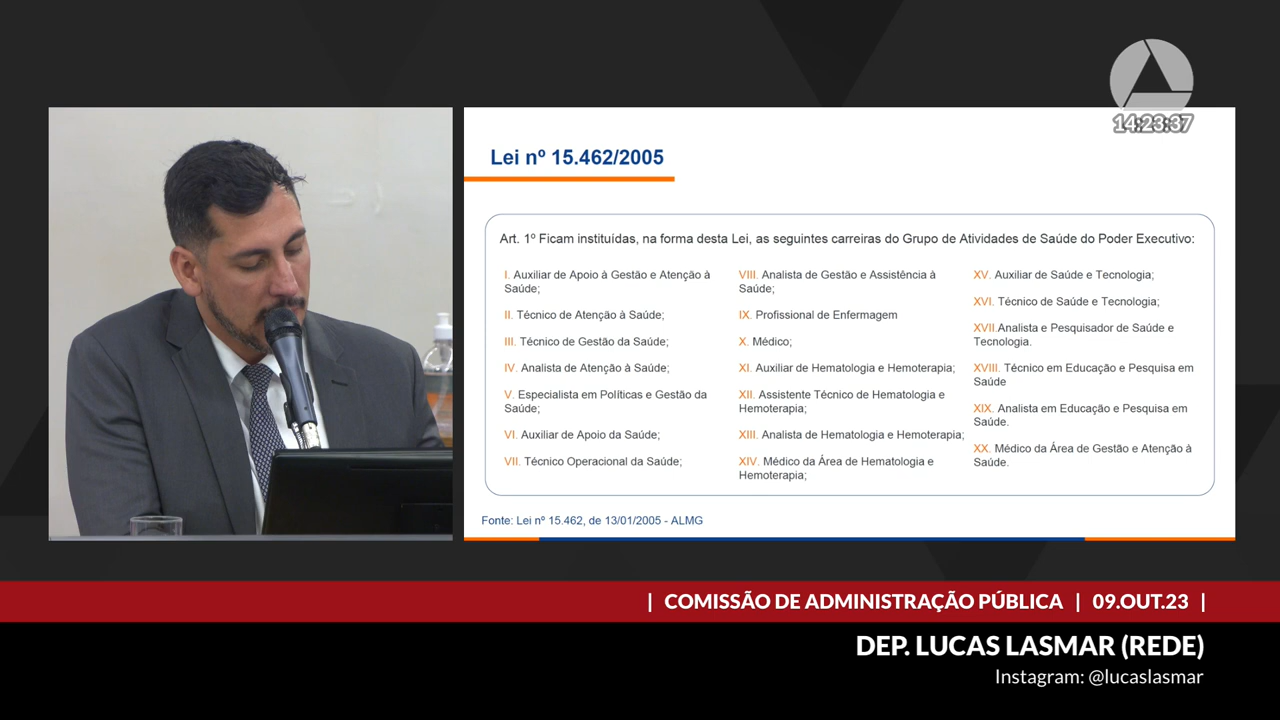 14:23:37
Lei nº 15.462/2005
Art. 1º Ficam instituídas, na forma desta Lei, as seguintes carreiras do Grupo de Atividades de Saúde do Poder Executivo:
I. Auxiliar de Apoio à Gestão e Atenção à
Saúde;
II. Técnico de Atenção à Saúde;
III. Técnico de Gestão da Saúde;
IV. Analista de Atenção à Saúde;
V. Especialista em Políticas e Gestão da
Saúde;
VI. Auxiliar de Apoio da Saúde;
VII. Técnico Operacional da Saúde;
VIII. Analista de Gestão e Assistência à
Saúde;
IX. Profissional de Enfermagem
X. Médico;
XI. Auxiliar de Hematologia e Hemoterapia;
XII. Assistente Técnico de Hematologia e
Hemoterapia;
XIII. Analista de Hematologia e Hemoterapia;
XIV. Médico da Área de Hematologia e
Hemoterapia;
XV. Auxiliar de Saúde e Tecnologia;
XVI. Técnico de Saúde e Tecnologia;
XVII.Analista e Pesquisador de Saúde e
Tecnologia.
XVIII. Técnico em Educação e Pesquisa em
Saúde
XIX. Analista em Educação e Pesquisa em
Saúde.
XX. Médico da Área de Gestão e Atenção à
Saúde.
Fonte: Lei nº 15.462, de 13/01/2005 - ALMG
| COMISSÃO DE ADMINISTRAÇÃO PÚBLICA | 09.OUT.23 |
DEP. LUCAS LASMAR (REDE)
Instagram: @lucaslasmar